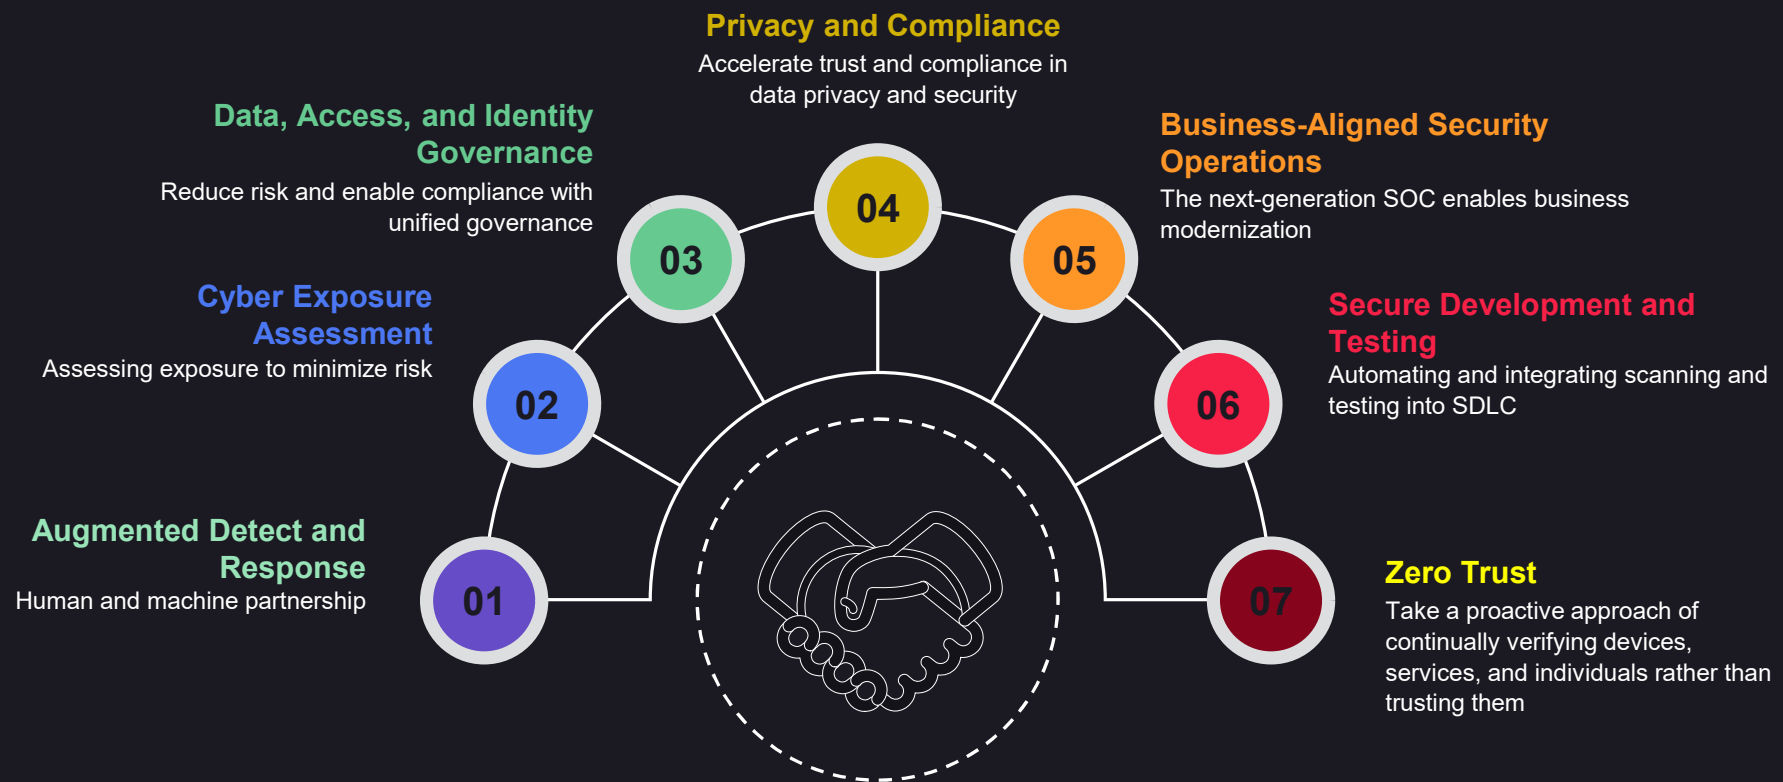 01
Augmented Detect and
Response
Human and machine partnership
02
Cyber Exposure
Assessment
Assessing exposure to minimize risk
03
Data, Access, and Identity
Governance
Reduce risk and enable compliance with
unified governance
04
Privacy and Compliance
Accelerate trust and compliance in
data privacy and security
05
Business-Aligned Security
Operations
The next-generation SOC enables business
modernization
06
Secure Development and
Testing
Automating and integrating scanning and
testing into SDLC
07
Zero Trust
Take a proactive approach of
continually verifying devices,
services, and individuals rather than
trusting them